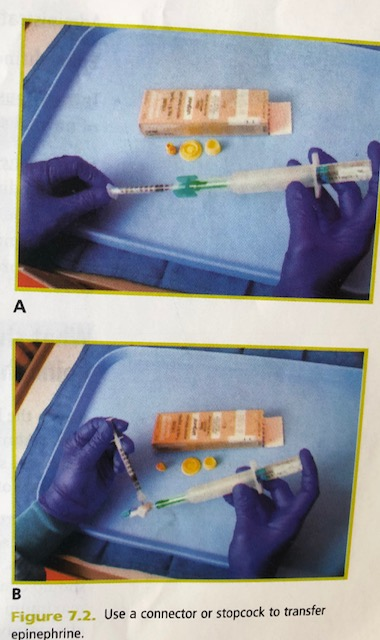 A
B
Figure 7.2. Use a connector or stopcock to transfer
epinephrine.